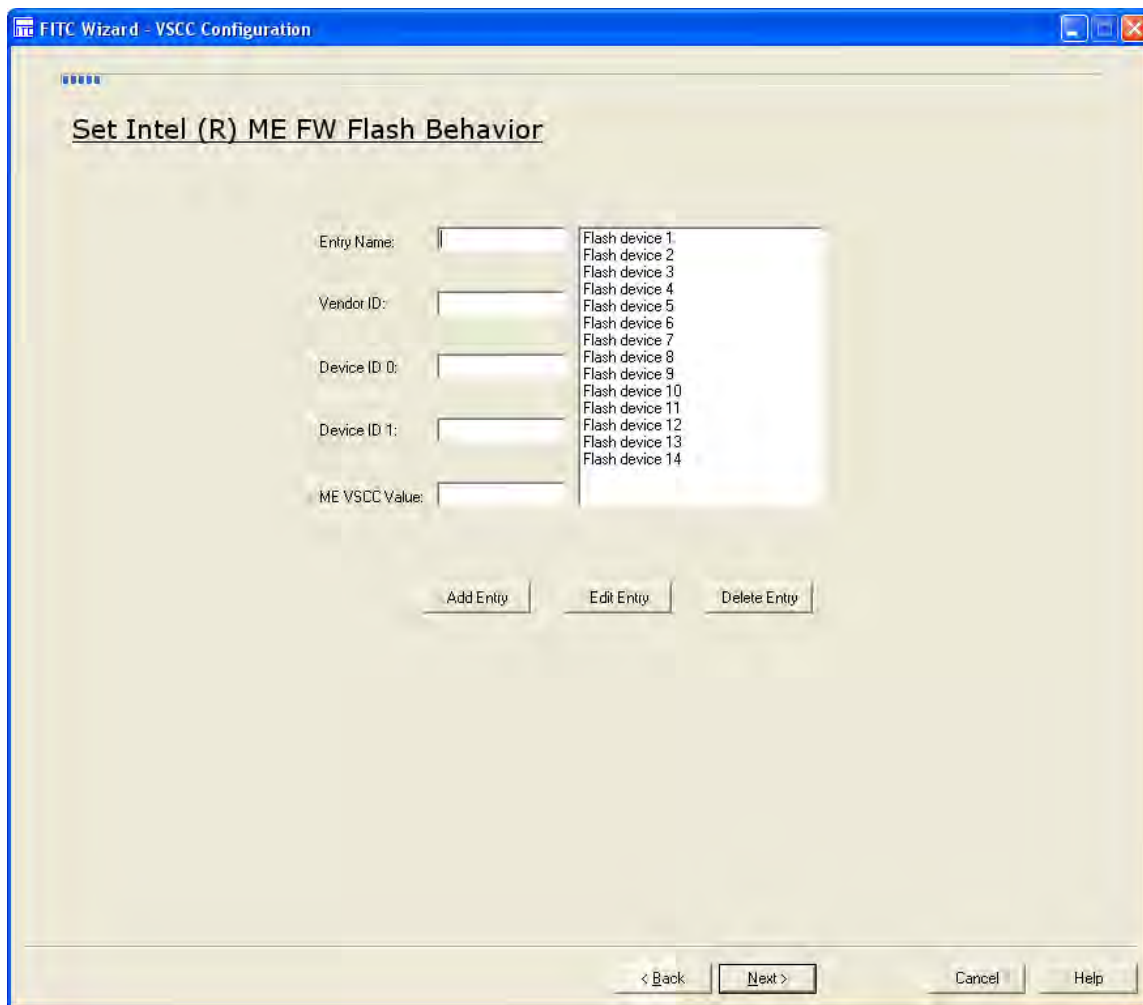 FITC Wizard - VSCC Configuration
Set Intel (R) ME FW Flash Behavior
Entry Name:
Vendor ID:
Device ID 0:
Device ID 1:
ME VSCC Value:
Flash device 1
Flash device 2
Flash device 3
Flash device 4
Flash device 5
Flash device 6
Flash device 7
Flash device 8
Flash device 9
Flash device 10
Flash device 11
Flash device 12
Flash device 13
Flash device 14
Add Entry Edit Entry Delete Entry
< Back Next > Cancel Help